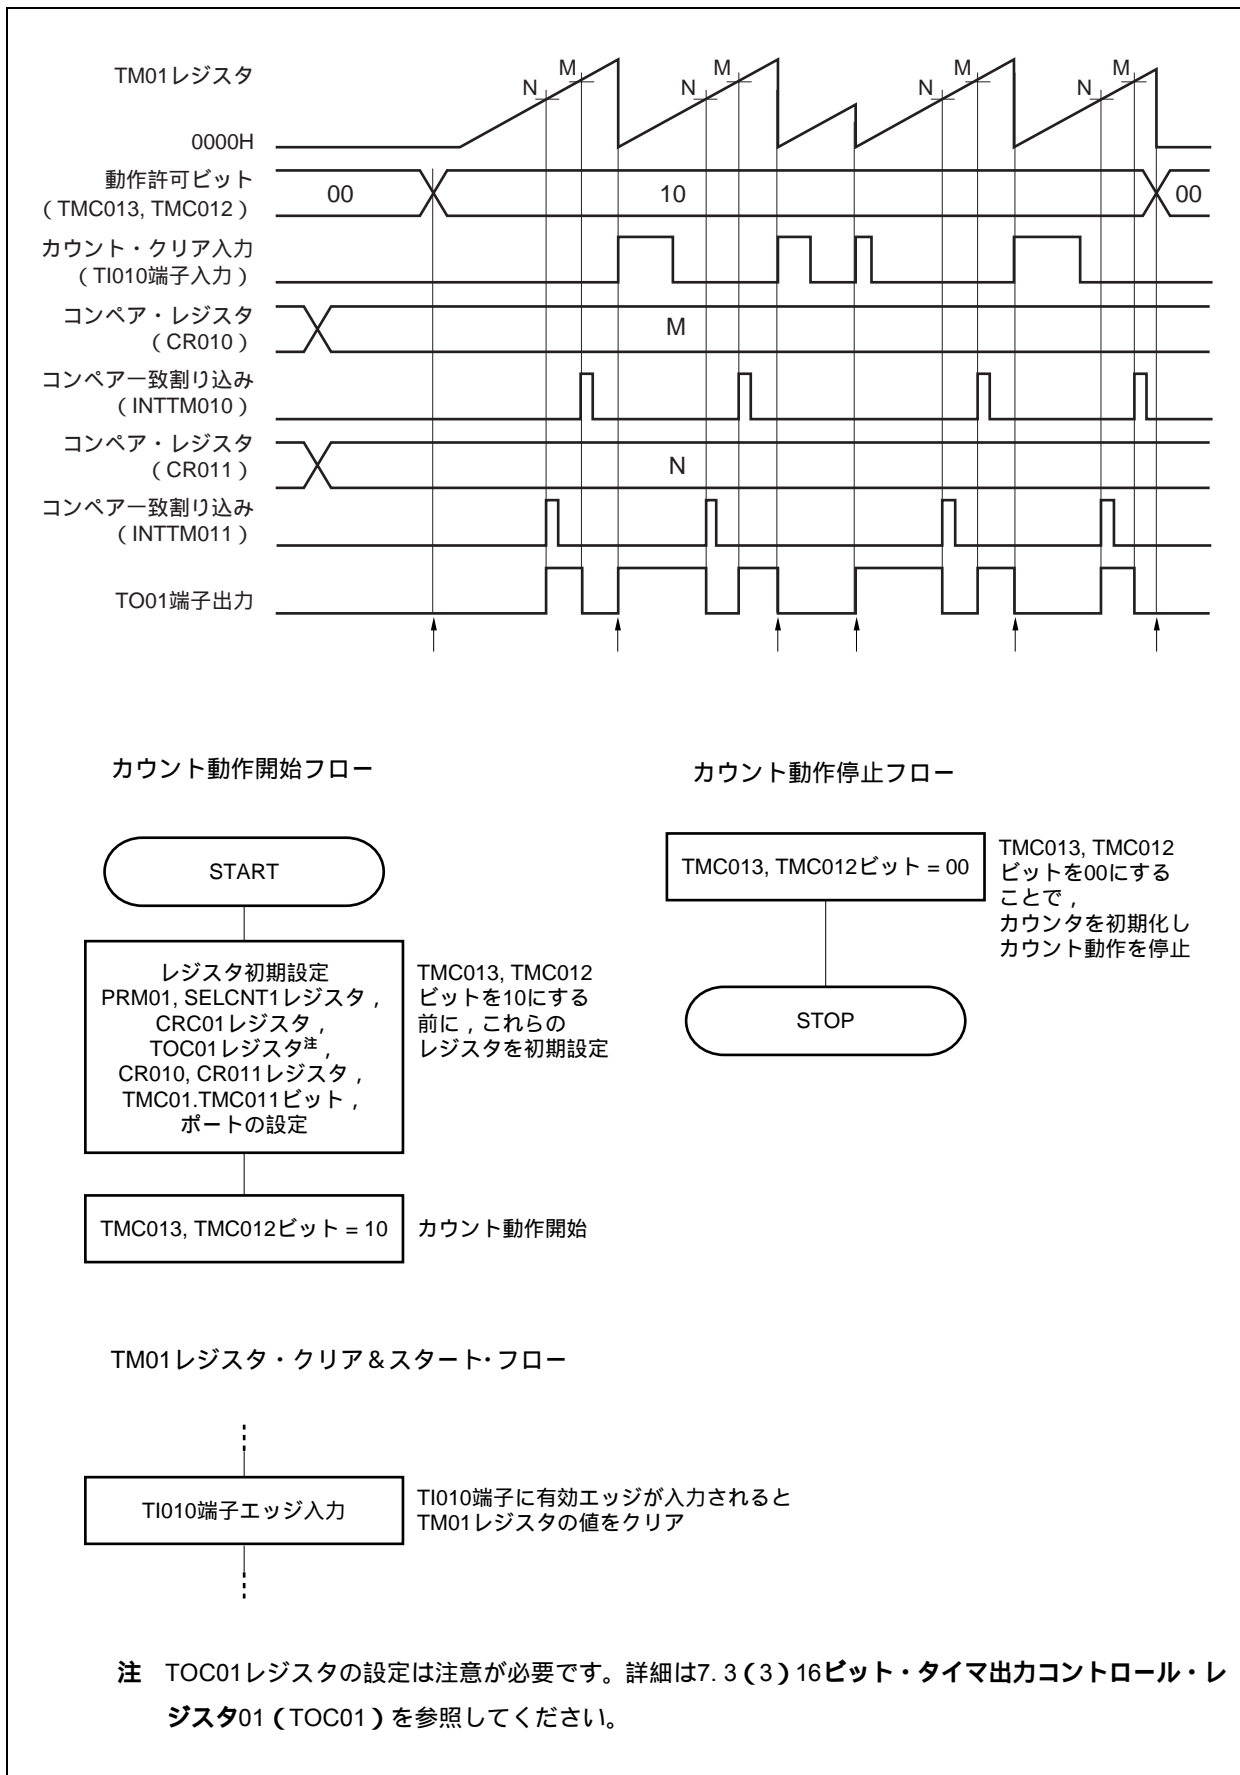 TM01レジスタ
N M N M N M N M
0000H
動作許可ビット
（TMC013, TMC012）
00 10 00
カウント・クリア入力
（TI010端子入力）
コンペア・レジスタ
（CR010）
M
コンペア一致割り込み
（INTTM010）
コンペア・レジスタ
（CR011）
N
コンペア一致割り込み
（INTTM011）
TO01端子出力
カウント動作開始フロー
START
レジスタ初期設定
PRM01, SELCNT1レジスタ，
CRC01レジスタ，
TOC01レジスタ注，
CR010, CR011レジスタ，
TMC01.TMC011ビット，
ポートの設定
TMC013, TMC012
ビットを10にする
前に，これらの
レジスタを初期設定
TMC013, TMC012ビット = 10
カウント動作開始
カウント動作停止フロー
TMC013, TMC012ビット = 00
TMC013, TMC012
ビットを00にする
ことで，
カウンタを初期化し
カウント動作を停止
STOP
TM01レジスタ・クリア＆スタート・フロー
TI010端子エッジ入力
TI010端子に有効エッジが入力されると
TM01レジスタの値をクリア
注 TOC01レジスタの設定は注意が必要です。詳細は7. 3（3）16ビット・タイマ出力コントロール・レ
ジスタ01（TOC01）を参照してください。